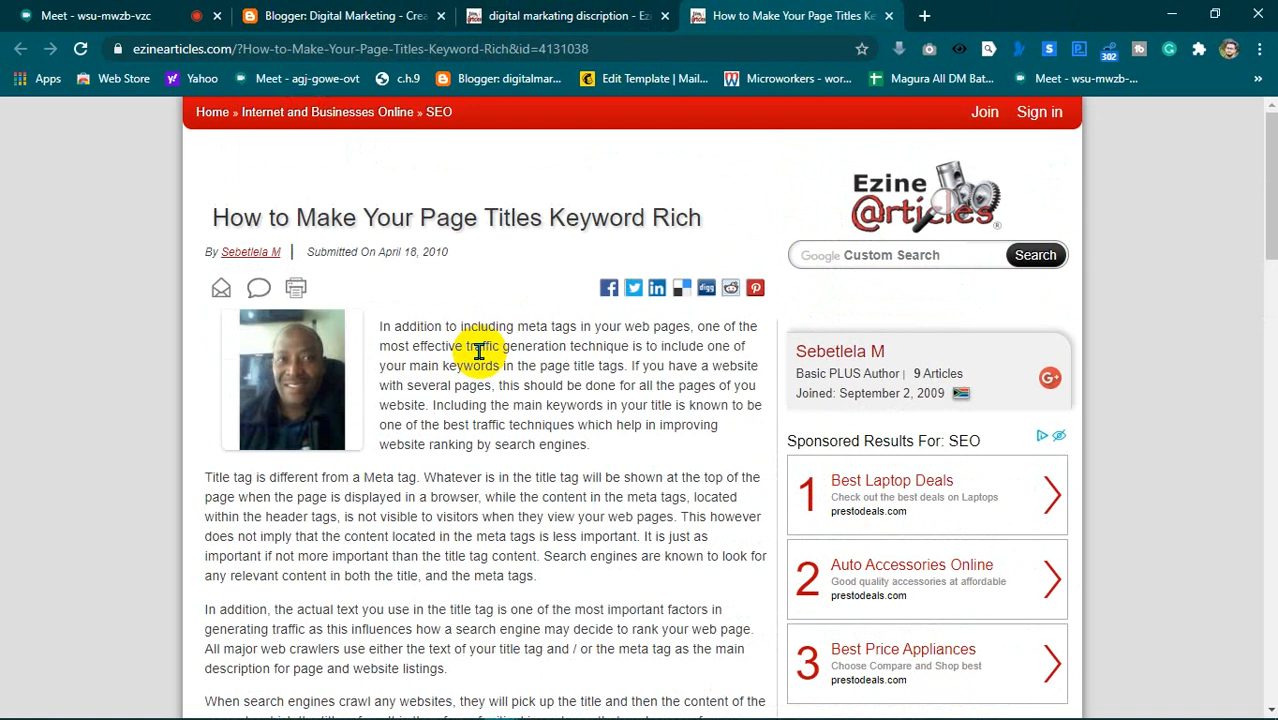 Meet - wsu-mwzb-vzc
Blogger: Digital Marketing - Crea
digital markating discription - Ez
How to Make Your Page Titles Ke
ezinearticles.com/?How-to-Make-Your-Page-Titles-Keyword-Rich&id=4131038
302
Apps
Web Store
Yahoo
Meet - agj-gowe-ovt
c.h.9
Blogger: digitalmar...
Edit Template | Mail...
Microworkers - wor...
Magura All DM Bat...
Meet - wsu-mwzb-...
»
Home » Internet and Businesses Online » SEO
Join
Sign in
Ezine
@rticles
How to Make Your Page Titles Keyword Rich
By Sebetlela M | Submitted On April 18, 2010
Google Custom Search
Search
digg
In addition to including meta tags in your web pages, one of the
most effective traffic generation technique is to include one of
your main keywords in the page title tags. If you have a website
with several pages, this should be done for all the pages of you
website. Including the main keywords in your title is known to be
one of the best traffic techniques which help in improving
website ranking by search engines.
Title tag is different from a Meta tag. Whatever is in the title tag will be shown at the top of the
page when the page is displayed in a browser, while the content in the meta tags, located
within the header tags, is not visible to visitors when they view your web pages. This however
does not imply that the content located in the meta tags is less important. It is just as
important if not more important than the title tag content. Search engines are known to look for
any relevant content in both the title, and the meta tags.
In addition, the actual text you use in the title tag is one of the most important factors in
generating traffic as this influences how a search engine may decide to rank your web page.
All major web crawlers use either the text of your title tag and / or the meta tag as the main
description for page and website listings.
When search engines crawl any websites, they will pick up the title and then the content of the
Sebetlela M
Basic PLUS Author | 9 Articles
Joined: September 2, 2009
G+
Sponsored Results For: SEO
1
Best Laptop Deals
Check out the best deals on Laptops
prestodeals.com
2
Auto Accessories Online
Good quality accessories at affordable
prestodeals.com
3
Best Price Appliances
Choose Compare and Shop best
prestodeals.com